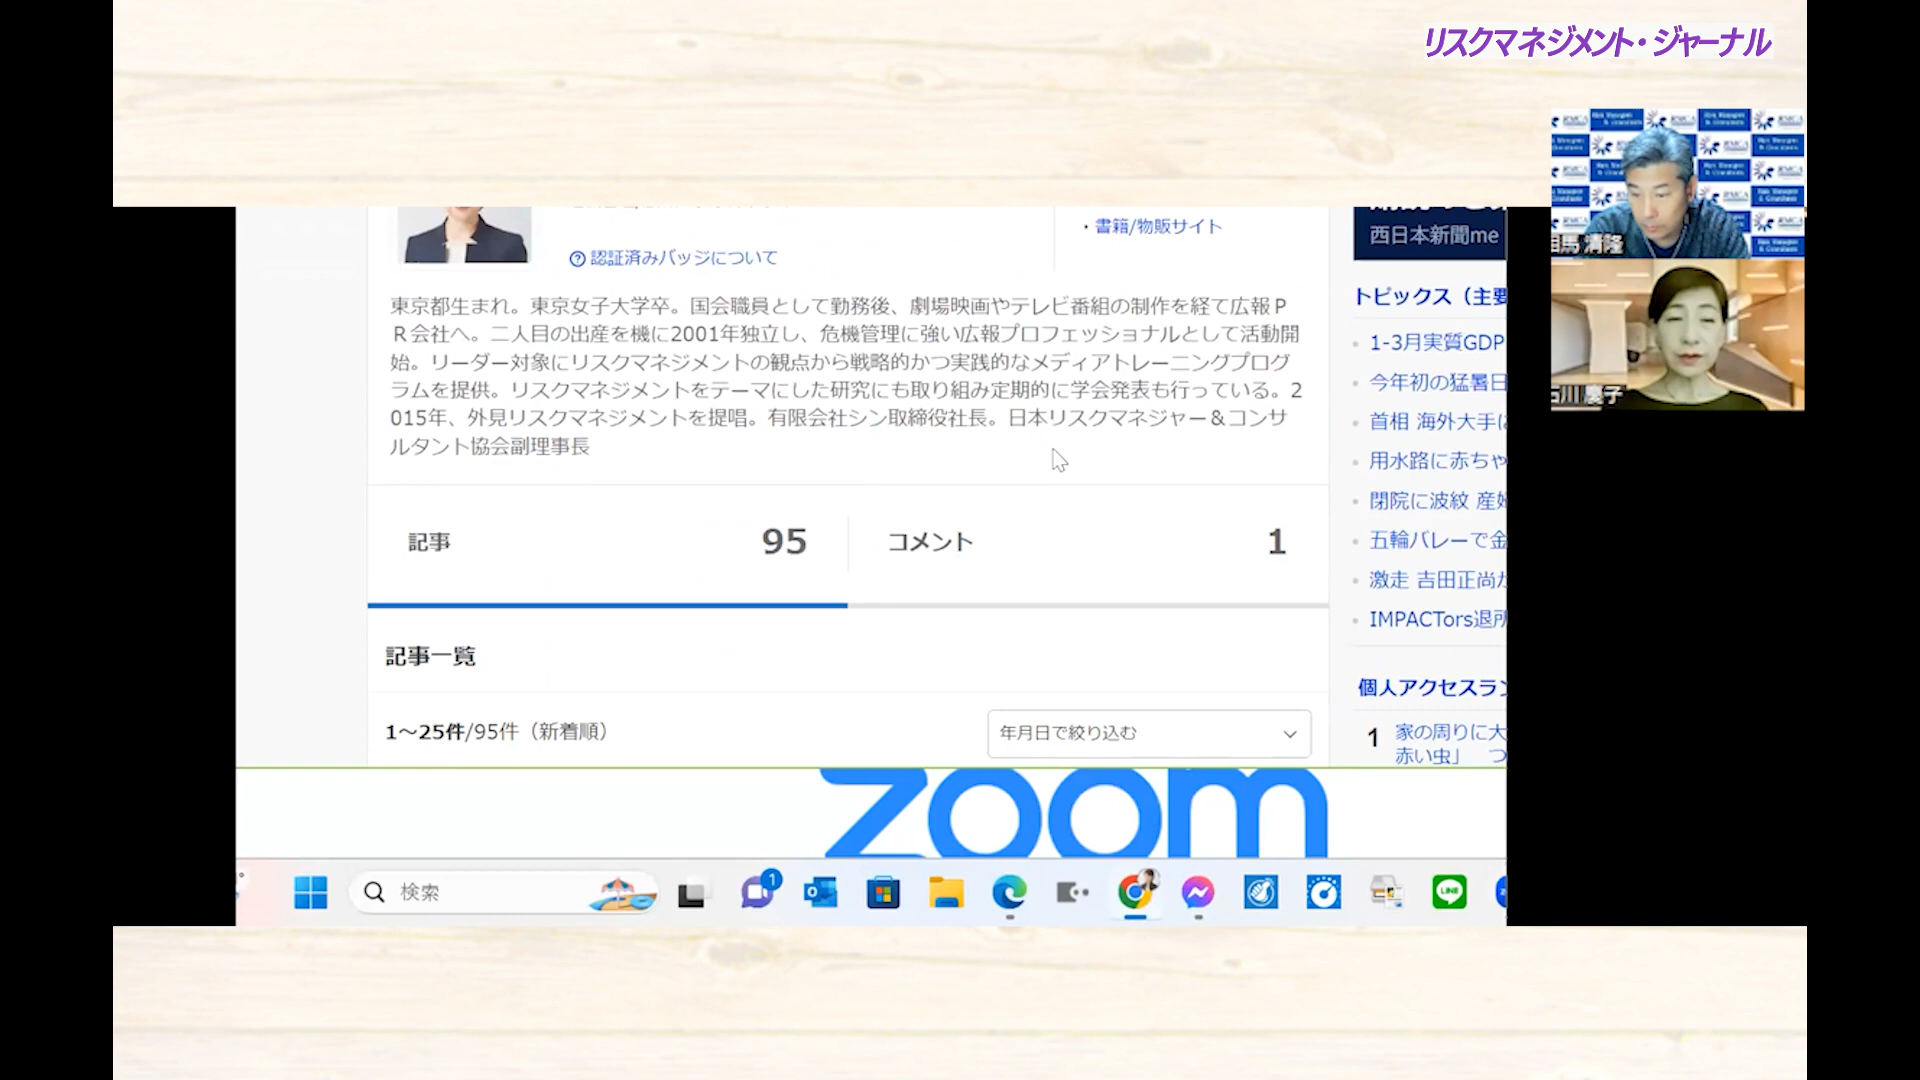 リスクマネジメント・ジャーナル
・書籍/物販サイト
認証済みバッジについて
東京都生まれ。東京女子大学卒。国会職員として勤務後、劇場映画やテレビ番組の制作を経て広報P
R会社へ。二人目の出産を機に2001年独立し、危機管理に強い広報プロフェッショナルとして活動開
始。リーダー対象にリスクマネジメントの観点から戦略的かつ実践的なメディアトレーニングプログ
ラムを提供。リスクマネジメントをテーマにした研究にも取り組み定期的に学会発表も行っている。2
015年、外見リスクマネジメントを提唱。有限会社シン取締役社長。日本リスクマネジャー＆コンサ
ルタント協会副理事長
記事 95 コメント 1
記事一覧
1〜25件/95件（新着順）
年月日で絞り込む
西日本新聞me
トピックス（主要
1-3月実質GDP
今年初の猛暑日
首相 海外大手に
用水路に赤ちゃ
閉院に波紋 産婦
五輪バレーで金
激走 吉田正尚が
IMPACTors退所
個人アクセスラン
1 家の周りに大
赤い虫」 つ
相馬 清隆
石川 慶子
zoom
検索
1
LINE